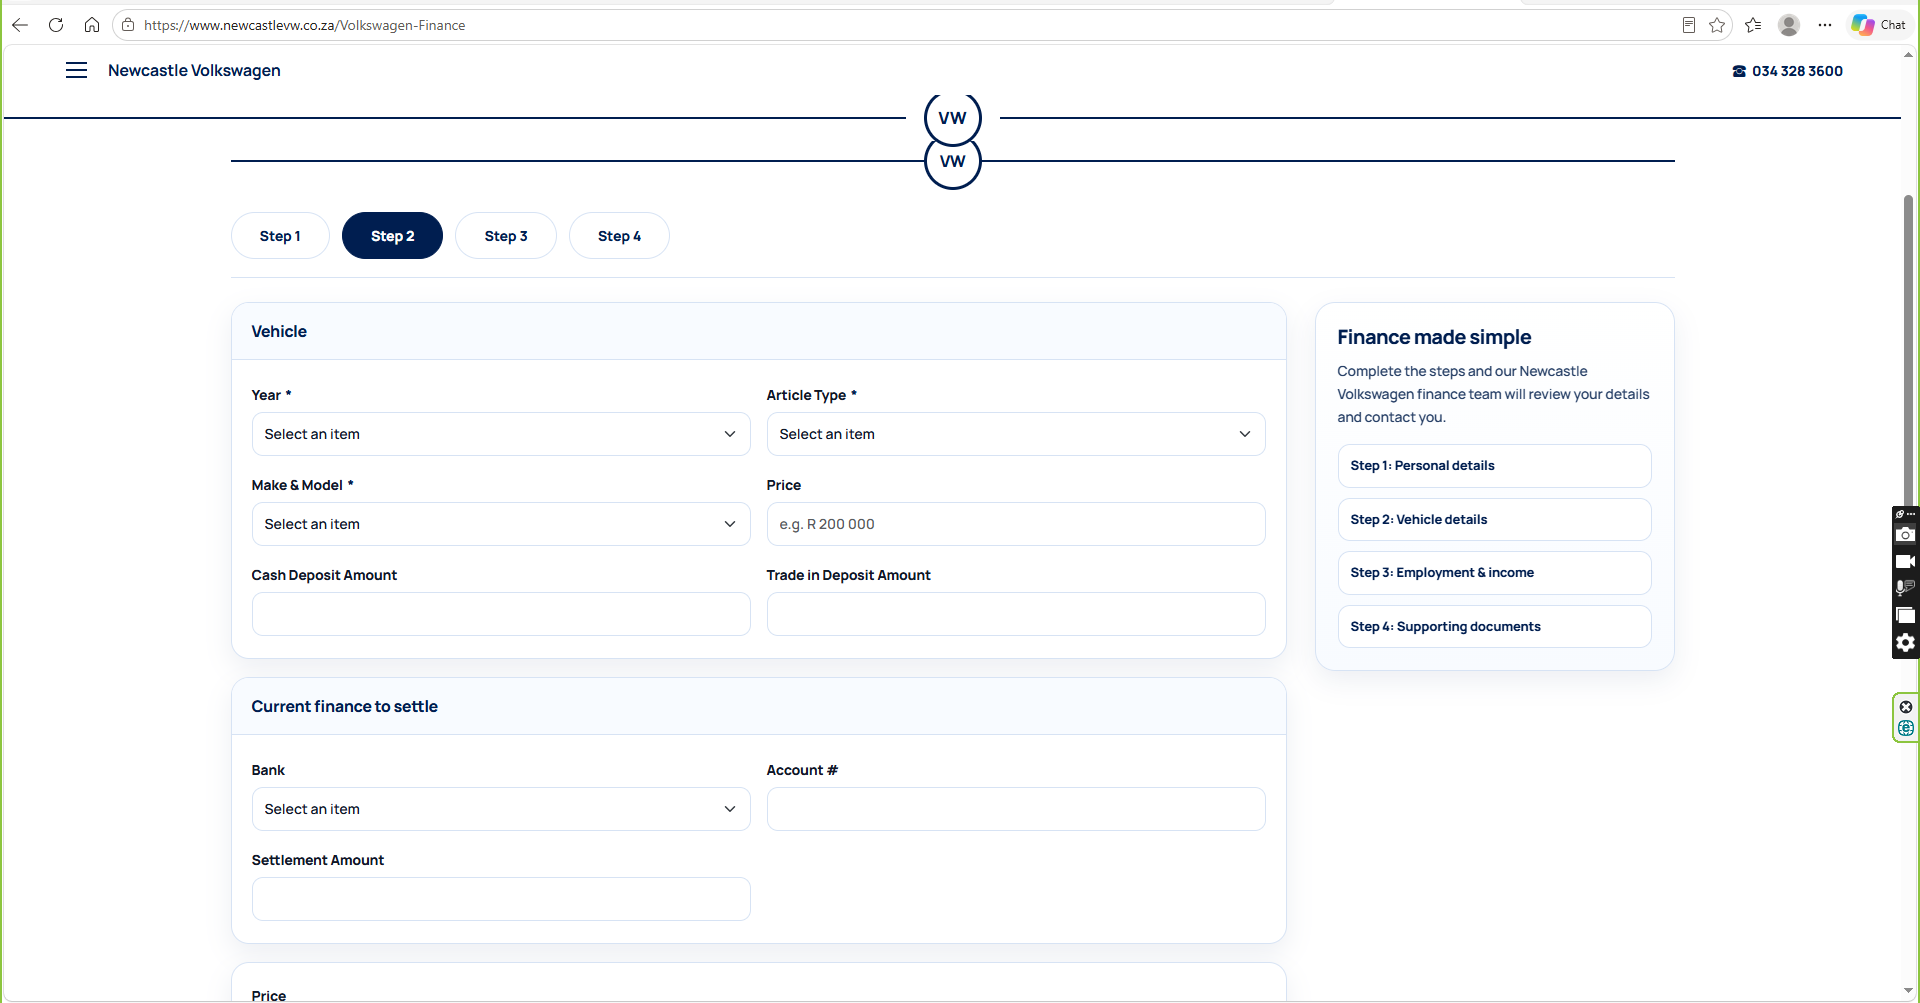 https://www.newcastlevw.co.za/Volkswagen-Finance
Chat
Newcastle Volkswagen
034 328 3600
VW
VW
Step 1
Step 2
Step 3
Step 4
Vehicle
Year *
Article Type *
Select an item
Select an item
Make & Model *
Price
Select an item
e.g. R 200 000
Cash Deposit Amount
Trade in Deposit Amount
Current finance to settle
Bank
Account #
Select an item
Settlement Amount
Price
Finance made simple
Complete the steps and our Newcastle
Volkswagen finance team will review your details
and contact you.
Step 1: Personal details
Step 2: Vehicle details
Step 3: Employment & income
Step 4: Supporting documents